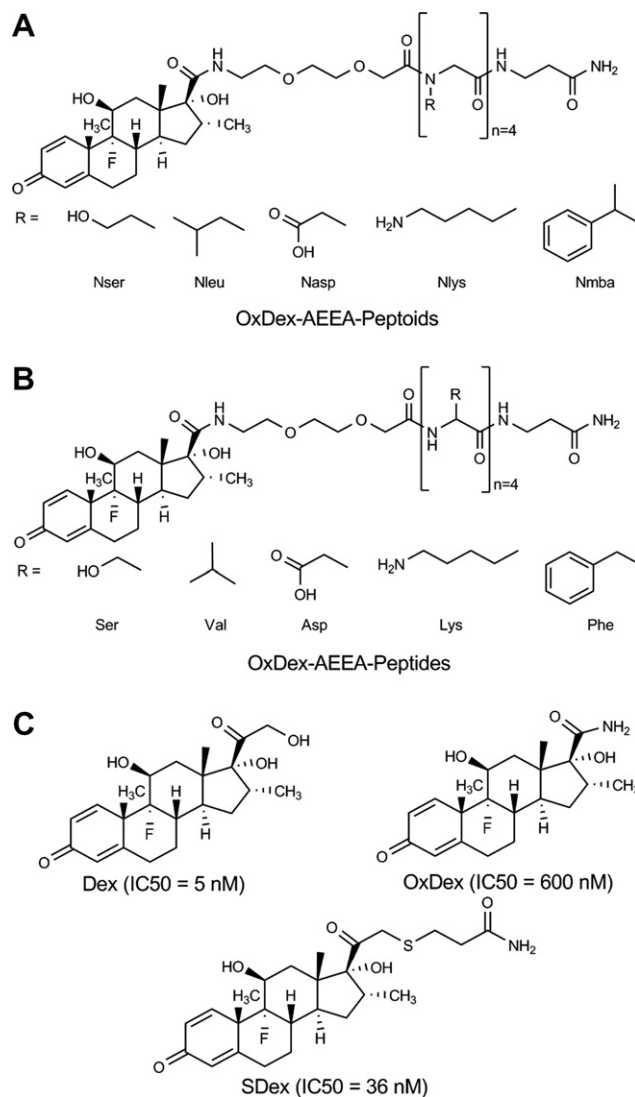 A
O
H
N
O
O
O
N
R
O
H
N
O
NH2
n=4
HO
OH
H3C
H
CH3
F
H
O
R =
HO
O
OH
H2N
Nser Nleu Nasp Nlys Nmba
OxDex-AEEA-Peptoids
B
O
H
N
O
O
O
R
N
H
O
H
N
O
NH2
n=4
HO
OH
H3C
H
CH3
F
H
O
R =
HO
O
OH
H2N
Ser Val Asp Lys Phe
OxDex-AEEA-Peptides
C
O
OH
HO
OH
H3C
H
CH3
F
H
O
Dex (IC50 = 5 nM)
O
NH2
HO
OH
H3C
H
CH3
F
H
O
OxDex (IC50 = 600 nM)
O
S
O
NH2
HO
OH
H3C
H
CH3
F
H
O
SDex (IC50 = 36 nM)